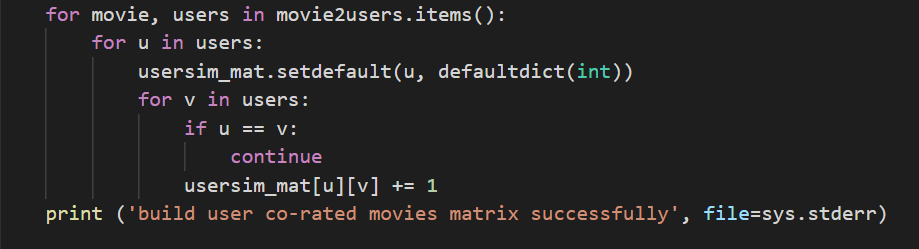 for movie, users in movie2users.items():
    for u in users:
        usersim_mat.setdefault(u, defaultdict(int))
        for v in users:
            if u == v:
                continue
            usersim_mat[u][v] += 1
print ('build user co-rated movies matrix successfully', file=sys.stderr)